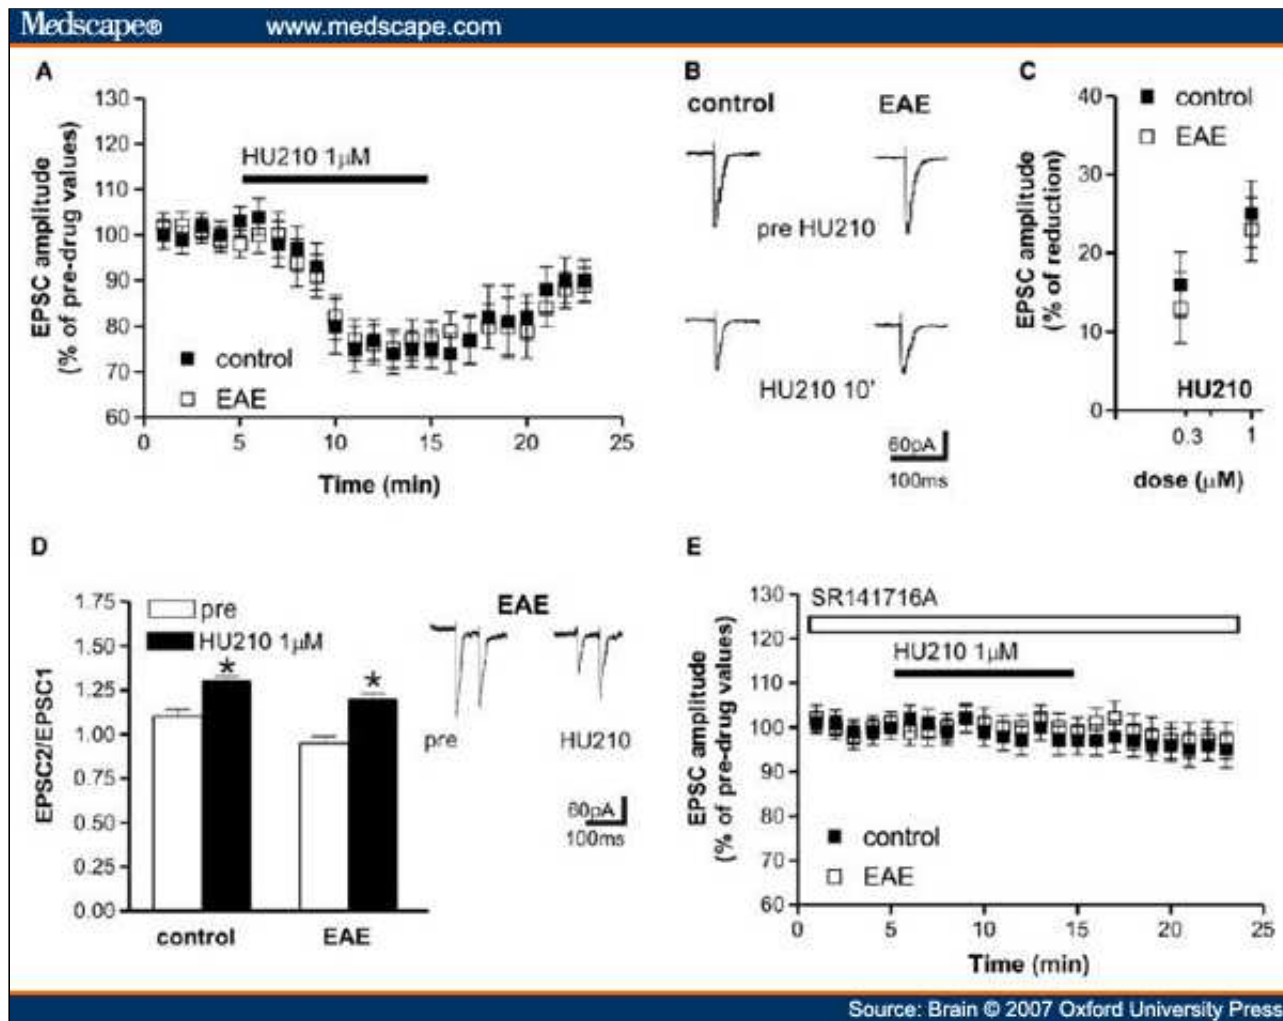 Medscape® www.medscape.com
A
130
120
110
100
90
80
70
60
EPSC amplitude
(% of pre-drug values)
HU210 1μM
control
EAE
0 5 10 15 20 25
Time (min)
B
control EAE
pre HU210
HU210 10'
60pA
100ms
C
40
30
20
10
0
EPSC amplitude
(% of reduction)
control
EAE
HU210
0.3 1
dose (μM)
D
1.75
1.50
1.25
1.00
0.75
0.50
0.25
0.00
EPSC2/EPSC1
pre
HU210 1μM
* *
control EAE
EAE
pre HU210
60pA
100ms
E
130
120
110
100
90
80
70
60
EPSC amplitude
(% of pre-drug values)
SR141716A
HU210 1μM
control
EAE
0 5 10 15 20 25
Time (min)
Source: Brain © 2007 Oxford University Press